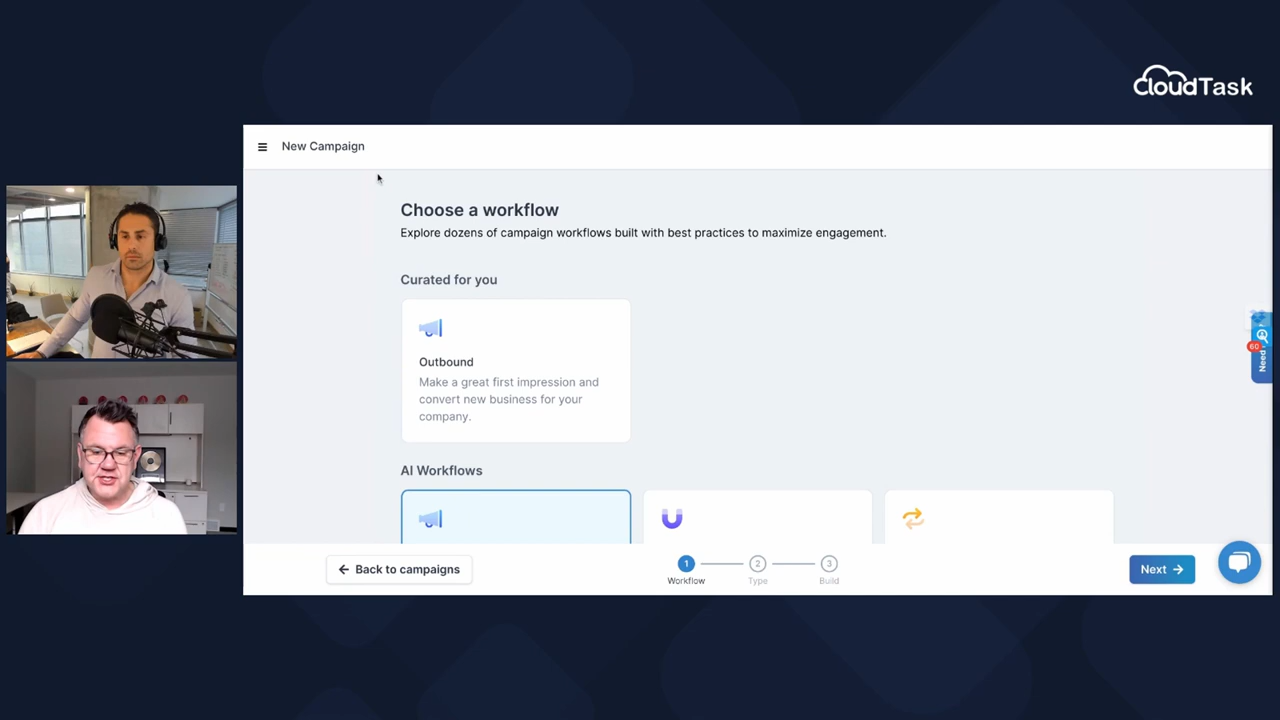 CloudTask
New Campaign
Choose a workflow
Explore dozens of campaign workflows built with best practices to maximize engagement.
Curated for you
Outbound
Make a great first impression and
convert new business for your
company.
AI Workflows
60
Need
Back to campaigns
1
2
3
Workflow
Type
Build
Next